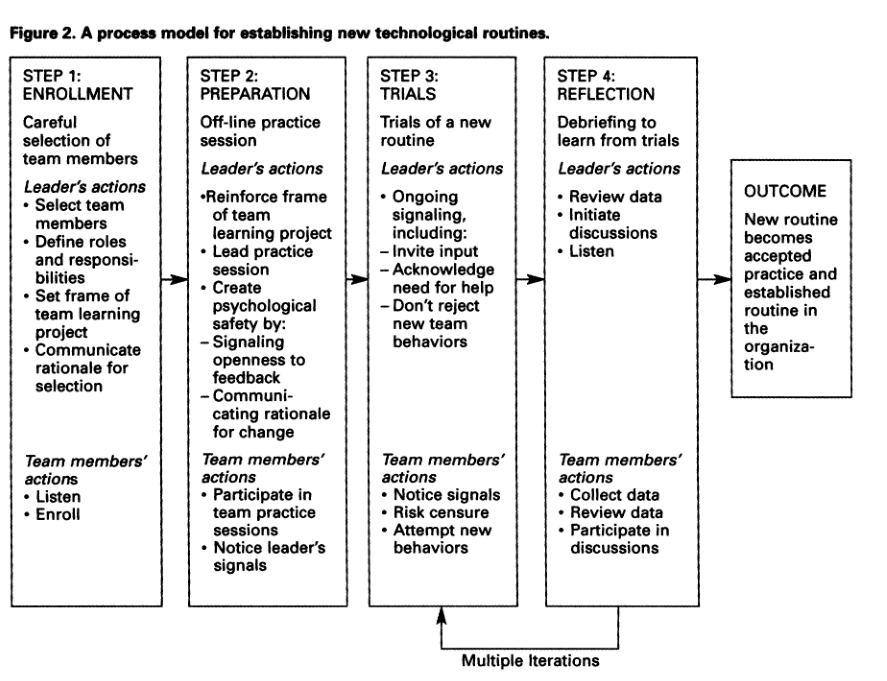 Figure 2. A process model for establishing new technological routines.
STEP 1:
ENROLLMENT
Careful
selection of
team members
Leader's actions
• Select team
members
• Define roles
and responsi-
bilities
• Set frame of
team learning
project
• Communicate
rationale for
selection
Team members'
actions
• Listen
• Enroll
STEP 2:
PREPARATION
Off-line practice
session
Leader's actions
•Reinforce frame
of team
learning project
• Lead practice
session
• Create
psychological
safety by:
– Signaling
openness to
feedback
– Communi-
cating rationale
for change
Team members'
actions
• Participate in
team practice
sessions
• Notice leader's
signals
STEP 3:
TRIALS
Trials of a new
routine
Leader's actions
• Ongoing
signaling,
including:
– Invite input
– Acknowledge
need for help
– Don't reject
new team
behaviors
Team members'
actions
• Notice signals
• Risk censure
• Attempt new
behaviors
STEP 4:
REFLECTION
Debriefing to
learn from trials
Leader's actions
• Review data
• Initiate
discussions
• Listen
Team members'
actions
• Collect data
• Review data
• Participate in
discussions
OUTCOME
New routine
becomes
accepted
practice and
established
routine in
the
organiza-
tion
Multiple Iterations